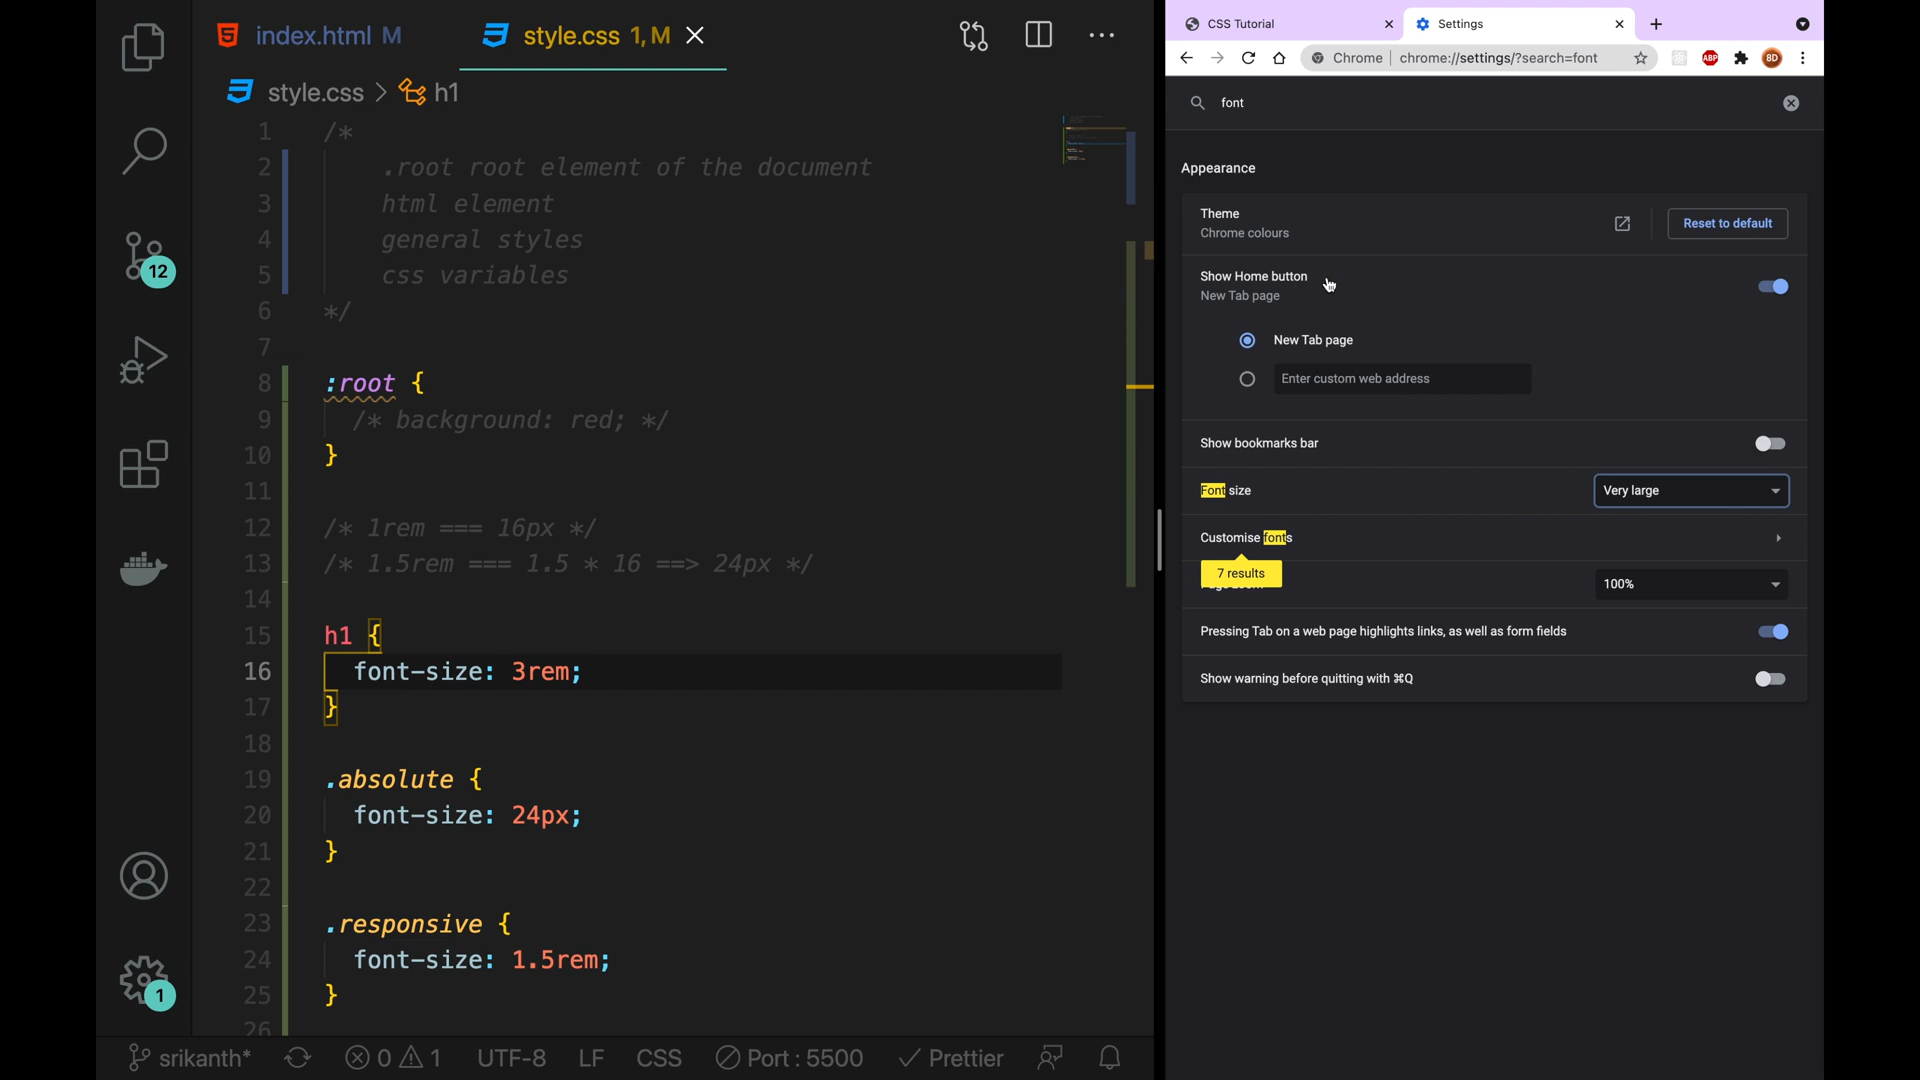 index.html M
style.css 1, M
style.css > h1
1 /*
2 .root root element of the document
3 html element
4 general styles
5 css variables
6 */
7
8 :root {
9 /* background: red; */
10 }
11
12 /* 1rem === 16px */
13 /* 1.5rem === 1.5 * 16 ==> 24px */
14
15 h1 {
16 font-size: 3rem;
17 }
18
19 .absolute {
20 font-size: 24px;
21 }
22
23 .responsive {
24 font-size: 1.5rem;
25 }
26
12
1
srikanth* 0 1 UTF-8 LF CSS Port : 5500 Prettier
CSS Tutorial
Settings
Chrome | chrome://settings/?search=font
ABP
BD
font
Appearance
Theme
Chrome colours
Reset to default
Show Home button
New Tab page
New Tab page
Enter custom web address
Show bookmarks bar
Font size
Very large
Customise fonts
7 results
100%
Pressing Tab on a web page highlights links, as well as form fields
Show warning before quitting with ⌘Q